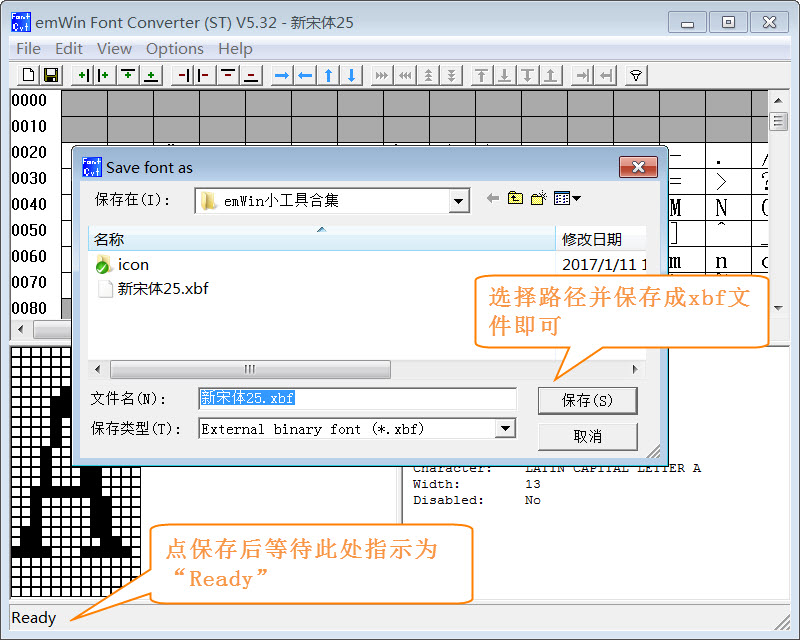 emWin Font Converter (ST) V5.32 - 新宋体25
File Edit View Options Help
0000
0010
0020
0030
0040
0050
0060
0070
0080
- . /
= > ?
M N
] ^ _
m n
Save font as
保存在(I):
emWin小工具合集
名称
修改日期
icon
2017/1/11 1
新宋体25.xbf
选择路径并保存成xbf文
件即可
文件名(N):
新宋体25.xbf
保存(S)
保存类型(T):
External binary font (*.xbf)
取消
Character: LATIN CAPITAL LETTER A
Width: 13
Disabled: No
点保存后等待此处指示为
“Ready”
Ready